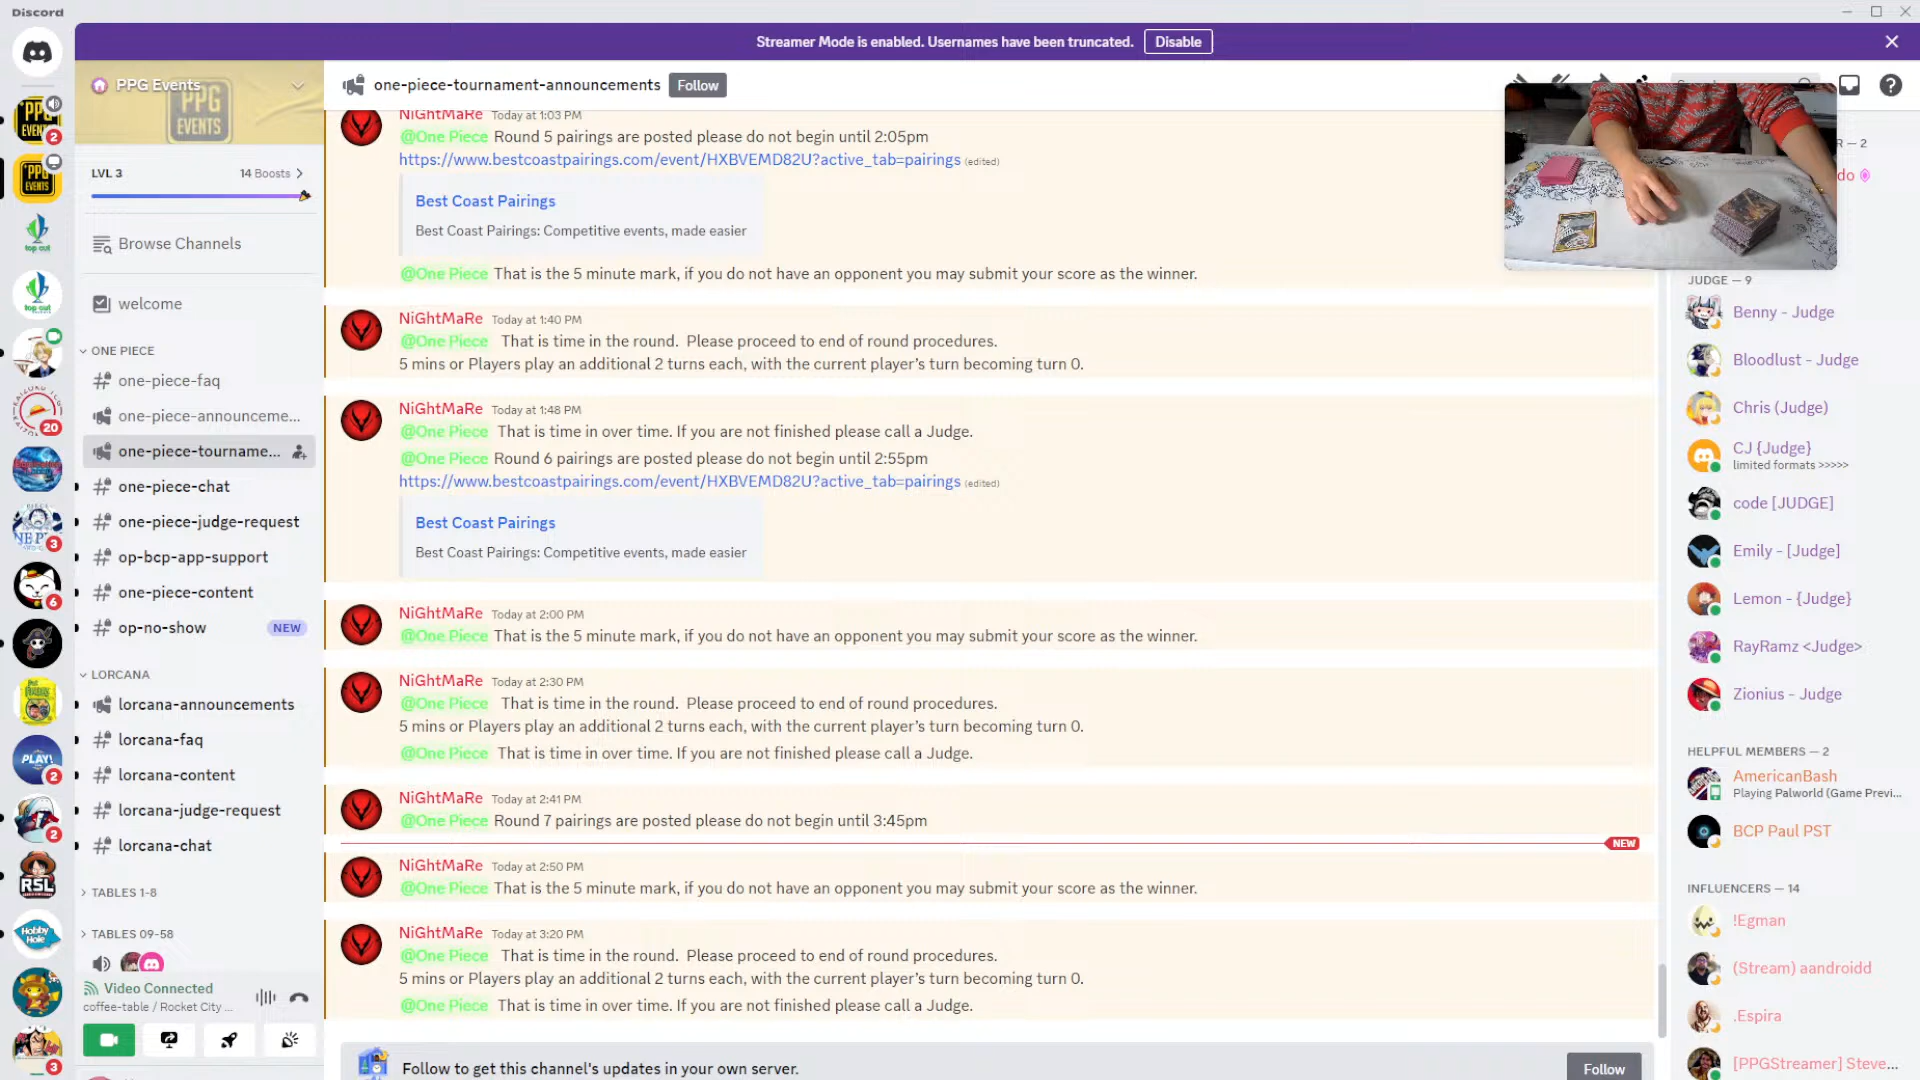 Discord
Streamer Mode is enabled. Usernames have been truncated.
Disable
PPG Events
PPG
EVENTS
LVL 3
14 Boosts
Browse Channels
welcome
ONE PIECE
one-piece-faq
one-piece-announceme...
one-piece-tourname...
one-piece-chat
one-piece-judge-request
op-bcp-app-support
one-piece-content
op-no-show
NEW
LORCANA
lorcana-announcements
lorcana-faq
lorcana-content
lorcana-judge-request
lorcana-chat
TABLES 1-8
TABLES 09-58
Video Connected
coffee-table / Rocket City ...
2
top cut
top cut
20
3
6
PLAY!
2
2
RSL
Hobby
Hole
3
one-piece-tournament-announcements
Follow
NiGhtMaRe Today at 1:03 PM
@One Piece Round 5 pairings are posted please do not begin until 2:05pm
https://www.bestcoastpairings.com/event/HXBVEMD82U?active_tab=pairings (edited)
Best Coast Pairings
Best Coast Pairings: Competitive events, made easier
@One Piece That is the 5 minute mark, if you do not have an opponent you may submit your score as the winner.
NiGhtMaRe Today at 1:40 PM
@One Piece That is time in the round. Please proceed to end of round procedures.
5 mins or Players play an additional 2 turns each, with the current player's turn becoming turn 0.
NiGhtMaRe Today at 1:48 PM
@One Piece That is time in over time. If you are not finished please call a Judge.
@One Piece Round 6 pairings are posted please do not begin until 2:55pm
https://www.bestcoastpairings.com/event/HXBVEMD82U?active_tab=pairings (edited)
Best Coast Pairings
Best Coast Pairings: Competitive events, made easier
NiGhtMaRe Today at 2:00 PM
@One Piece That is the 5 minute mark, if you do not have an opponent you may submit your score as the winner.
NiGhtMaRe Today at 2:30 PM
@One Piece That is time in the round. Please proceed to end of round procedures.
5 mins or Players play an additional 2 turns each, with the current player's turn becoming turn 0.
@One Piece That is time in over time. If you are not finished please call a Judge.
NiGhtMaRe Today at 2:41 PM
@One Piece Round 7 pairings are posted please do not begin until 3:45pm
NEW
NiGhtMaRe Today at 2:50 PM
@One Piece That is the 5 minute mark, if you do not have an opponent you may submit your score as the winner.
NiGhtMaRe Today at 3:20 PM
@One Piece That is time in the round. Please proceed to end of round procedures.
5 mins or Players play an additional 2 turns each, with the current player's turn becoming turn 0.
@One Piece That is time in over time. If you are not finished please call a Judge.
Follow to get this channel's updates in your own server.
Follow
R — 2
do
JUDGE — 9
Benny - Judge
Bloodlust - Judge
Chris (Judge)
CJ {Judge}
limited formats >>>>>
code [JUDGE]
Emily - [Judge]
Lemon - {Judge}
RayRamz <Judge>
Zionius - Judge
HELPFUL MEMBERS — 2
AmericanBash
Playing Palworld (Game Previ...
BCP Paul PST
INFLUENCERS — 14
!Egman
(Stream) aandroidd
.Espira
[PPGStreamer] Steve...